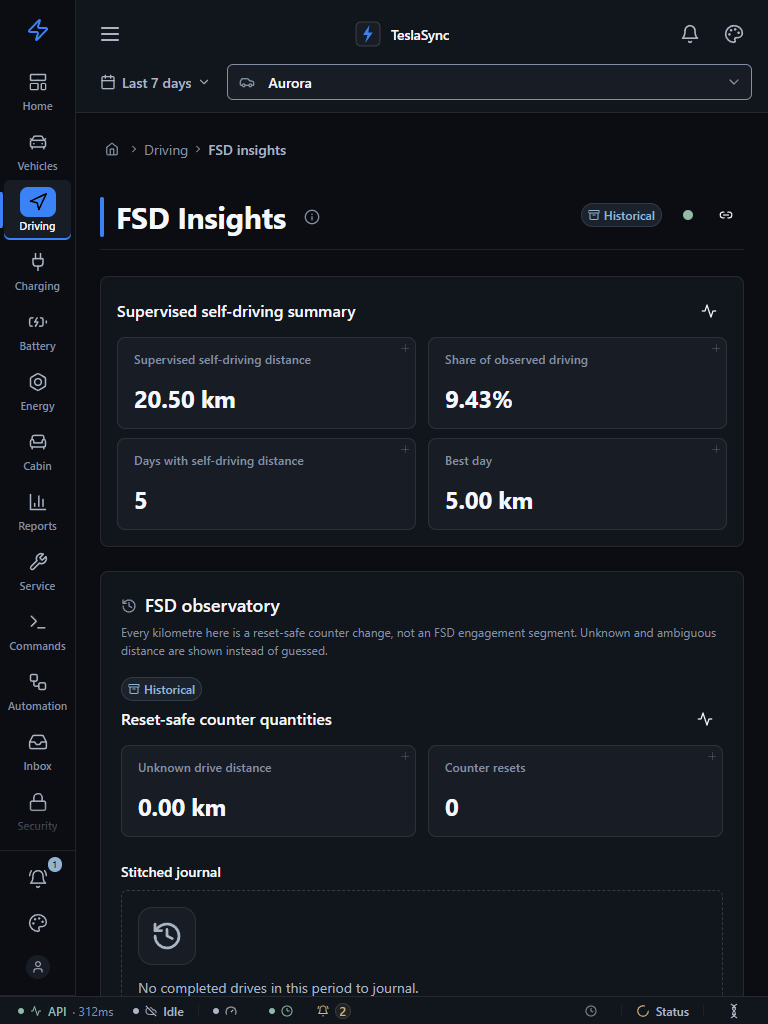 TeslaSync
Last 7 days
Aurora
Home
Vehicles
Driving
Charging
Battery
Energy
Cabin
Reports
Service
Commands
Automation
Inbox
Security
1
Driving
FSD insights
FSD Insights
Historical
Supervised self-driving summary
Supervised self-driving distance
20.50 km
Share of observed driving
9.43%
Days with self-driving distance
5
Best day
5.00 km
FSD observatory
Every kilometre here is a reset-safe counter change, not an FSD engagement segment. Unknown and ambiguous
distance are shown instead of guessed.
Historical
Reset-safe counter quantities
Unknown drive distance
0.00 km
Counter resets
0
Stitched journal
No completed drives in this period to journal.
API · 312ms
Idle
2
Status